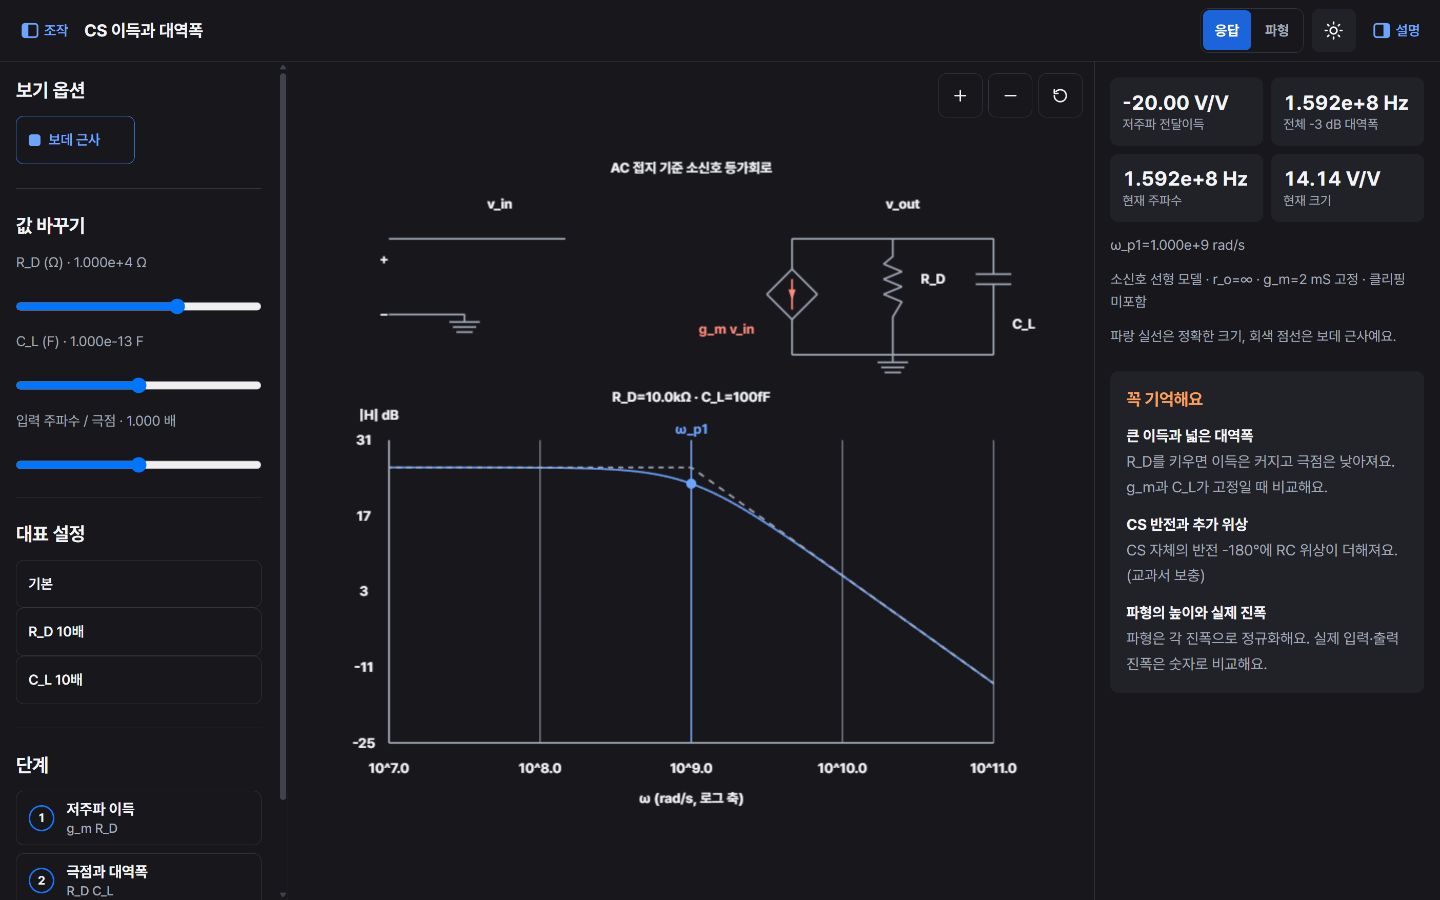 조작
CS 이득과 대역폭
응답
파형
설명
보기 옵션
보데 근사
값 바꾸기
R_D (Ω) · 1.000e+4 Ω
C_L (F) · 1.000e-13 F
입력 주파수 / 극점 · 1.000 배
대표 설정
기본
R_D 10배
C_L 10배
단계
1
저주파 이득
g_m R_D
2
극점과 대역폭
R_D C_L
+
−
AC 접지 기준 소신호 등가회로
v_in
v_out
+
−
g_m v_in
R_D
C_L
R_D=10.0kΩ · C_L=100fF
|H| dB
ω_p1
31
17
3
-11
-25
10^7.0
10^8.0
10^9.0
10^10.0
10^11.0
ω (rad/s, 로그 축)
-20.00 V/V
저주파 전달이득
1.592e+8 Hz
전체 -3 dB 대역폭
1.592e+8 Hz
현재 주파수
14.14 V/V
현재 크기
ω_p1=1.000e+9 rad/s
소신호 선형 모델 · r_o=∞ · g_m=2 mS 고정 · 클리핑
미포함
파랑 실선은 정확한 크기, 회색 점선은 보데 근사예요.
꼭 기억해요
큰 이득과 넓은 대역폭
R_D를 키우면 이득은 커지고 극점은 낮아져요.
g_m과 C_L가 고정일 때 비교해요.
CS 반전과 추가 위상
CS 자체의 반전 -180°에 RC 위상이 더해져요.
(교과서 보충)
파형의 높이와 실제 진폭
파형은 각 진폭으로 정규화해요. 실제 입력·출력
진폭은 숫자로 비교해요.